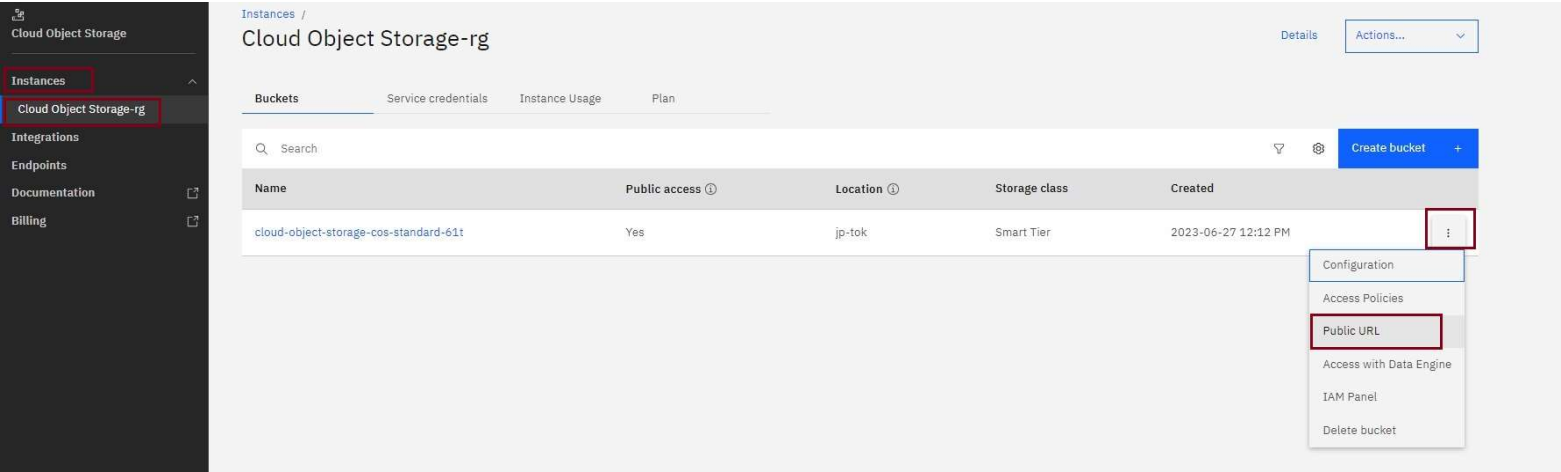 Cloud Object Storage
Instances
Cloud Object Storage-rg
Integrations
Endpoints
Documentation
Billing
Instances /
Cloud Object Storage-rg
Details
Actions...
Buckets Service credentials Instance Usage Plan
Search
Create bucket +
Name Public access Location Storage class Created
cloud-object-storage-cos-standard-61t Yes jp-tok Smart Tier 2023-06-27 12:12 PM
Configuration
Access Policies
Public URL
Access with Data Engine
IAM Panel
Delete bucket